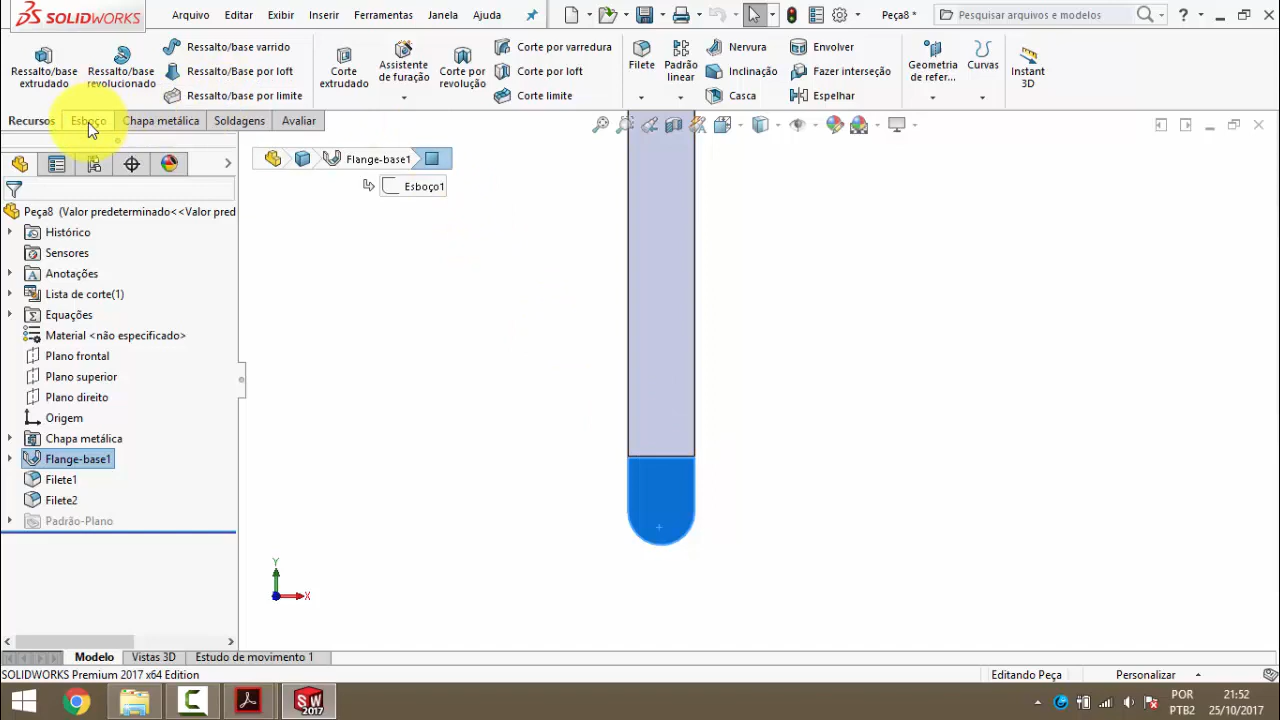 SOLIDWORKS
Arquivo Editar Exibir Inserir Ferramentas Janela Ajuda
Peça8 *
Pesquisar arquivos e modelos
Ressalto/base extrudado
Ressalto/base revolucionado
Ressalto/base varrido
Ressalto/base por loft
Ressalto/base por limite
Corte extrudado
Assistente de furação
Corte por revolução
Corte por varredura
Corte por loft
Corte limite
Filete
Padrão linear
Nervura
Inclinação
Casca
Envolver
Fazer interseção
Espelhar
Geometria de refer...
Curvas
Instant 3D
Recursos Esboço Chapa metálica Soldagens Avaliar
Flange-base1
Esboço1
Peça8 (Valor predeterminado<<Valor pred
Histórico
Sensores
Anotações
Lista de corte(1)
Equações
Material <não especificado>
Plano frontal
Plano superior
Plano direito
Origem
Chapa metálica
Flange-base1
Filete1
Filete2
Padrão-Plano
Y
X
Modelo Vistas 3D Estudo de movimento 1
SOLIDWORKS Premium 2017 x64 Edition
Editando Peça
Personalizar
SW 2017
POR
PTB2
21:52
25/10/2017